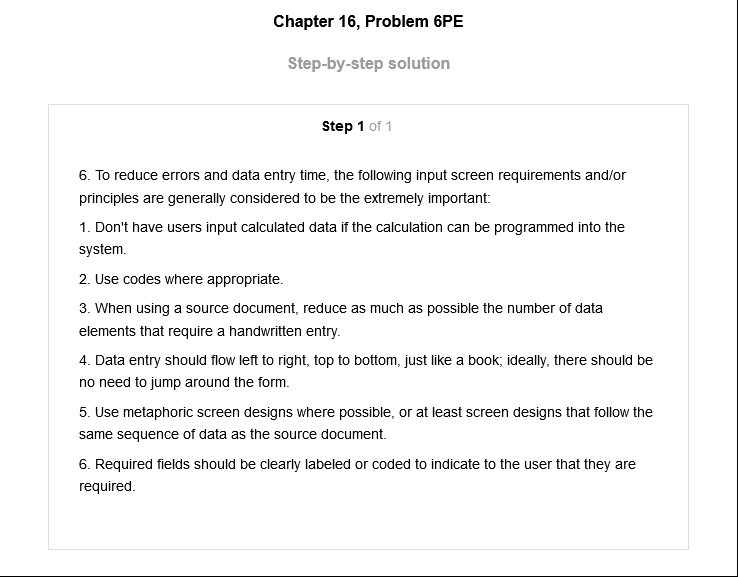 Chapter 16, Problem 6PE
Step-by-step solution
Step 1 of 1
6. To reduce errors and data entry time, the following input screen requirements and/or
principles are generally considered to be the extremely important:
1. Don't have users input calculated data if the calculation can be programmed into the
system.
2. Use codes where appropriate.
3. When using a source document, reduce as much as possible the number of data
elements that require a handwritten entry.
4. Data entry should flow left to right, top to bottom, just like a book; ideally, there should be
no need to jump around the form.
5. Use metaphoric screen designs where possible, or at least screen designs that follow the
same sequence of data as the source document.
6. Required fields should be clearly labeled or coded to indicate to the user that they are
required.